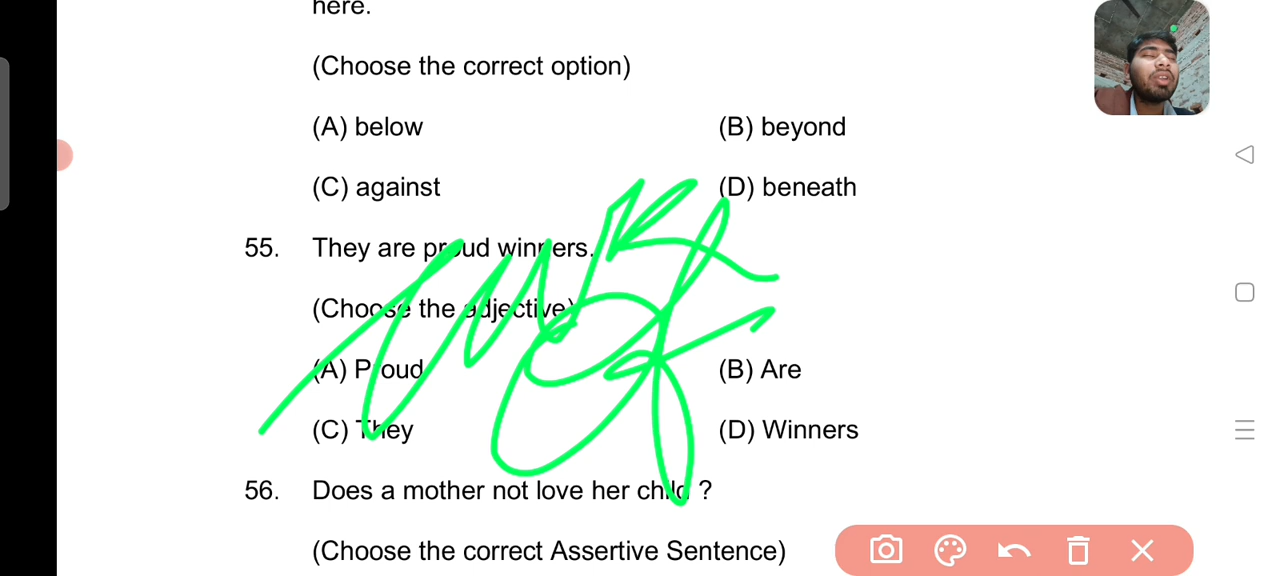 here.
(Choose the correct option)
(A) below (B) beyond
(C) against (D) beneath
55. They are proud winners.
(Choose the adjective)
(A) Proud (B) Are
(C) They (D) Winners
56. Does a mother not love her child ?
(Choose the correct Assertive Sentence)